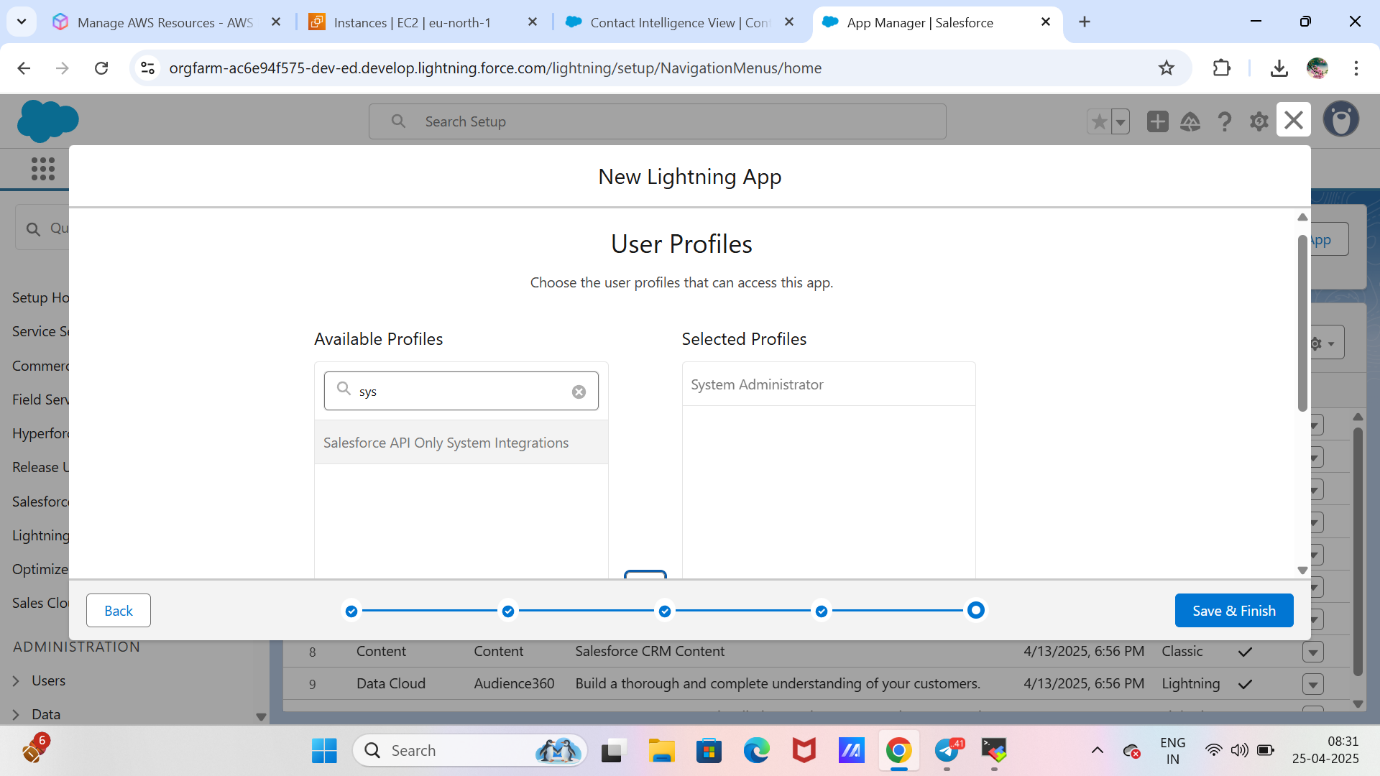 Manage AWS Resources - AWS
Instances | EC2 | eu-north-1
Contact Intelligence View | Con
App Manager | Salesforce
orgfarm-ac6e94f575-dev-ed.develop.lightning.force.com/lightning/setup/NavigationMenus/home
Search Setup
New Lightning App
Qu
App
User Profiles
Choose the user profiles that can access this app.
Setup Ho
Service Se
Commerc
Field Serv
Hyperforc
Release U
Salesforce
Lightning
Optimize
Sales Clou
Available Profiles
Selected Profiles
sys
System Administrator
Salesforce API Only System Integrations
Back
Save & Finish
ADMINISTRATION
Users
Data
8 Content Content Salesforce CRM Content 4/13/2025, 6:56 PM Classic
9 Data Cloud Audience360 Build a thorough and complete understanding of your customers. 4/13/2025, 6:56 PM Lightning
6
Search
41
ENG
IN
08:31
25-04-2025